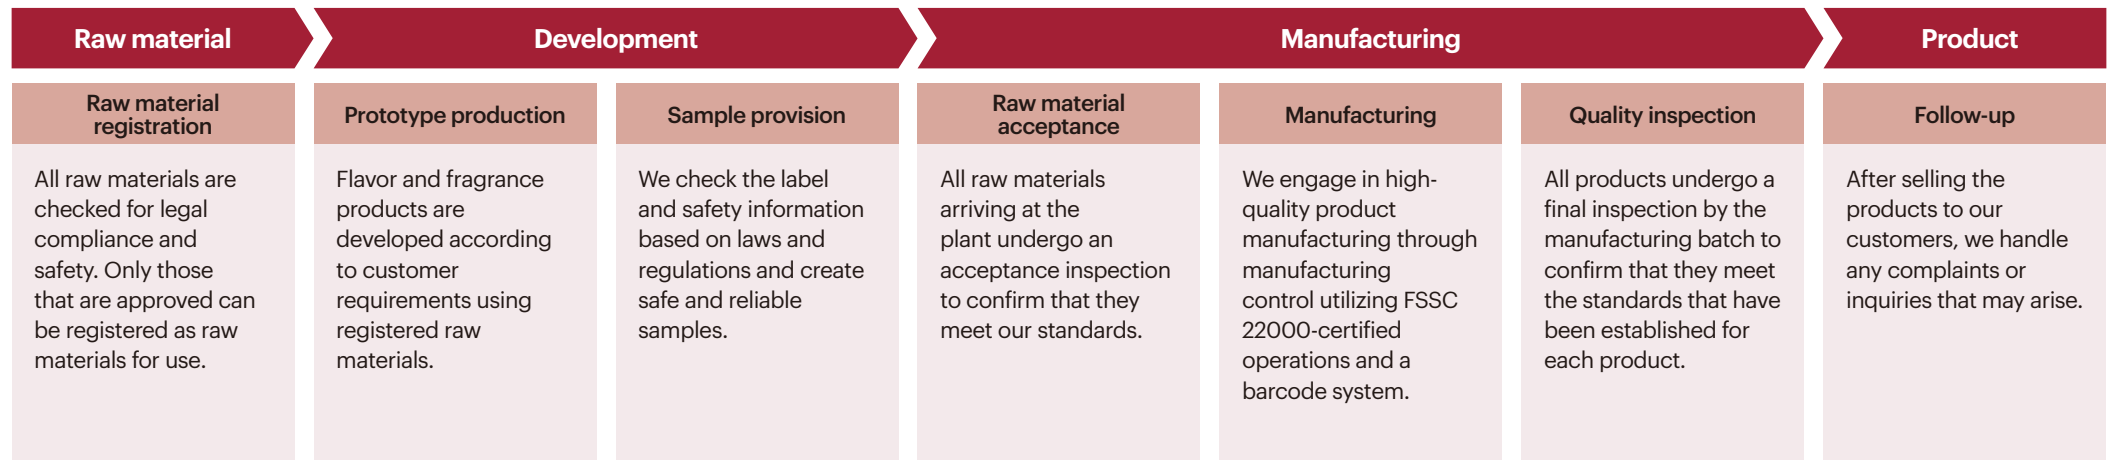 Raw material
Development
Manufacturing
Product
Raw material
registration
All raw materials are
checked for legal
compliance and
safety. Only those
that are approved can
be registered as raw
materials for use.
Prototype production
Flavor and fragrance
products are
developed according
to customer
requirements using
registered raw
materials.
Sample provision
We check the label
and safety information
based on laws and
regulations and create
safe and reliable
samples.
Raw material
acceptance
All raw materials
arriving at the
plant undergo an
acceptance inspection
to confirm that they
meet our standards.
Manufacturing
We engage in high-
quality product
manufacturing through
manufacturing
control utilizing FSSC
22000-certified
operations and a
barcode system.
Quality inspection
All products undergo a
final inspection by the
manufacturing batch to
confirm that they meet
the standards that have
been established for
each product.
Follow-up
After selling the
products to our
customers, we handle
any complaints or
inquiries that may arise.